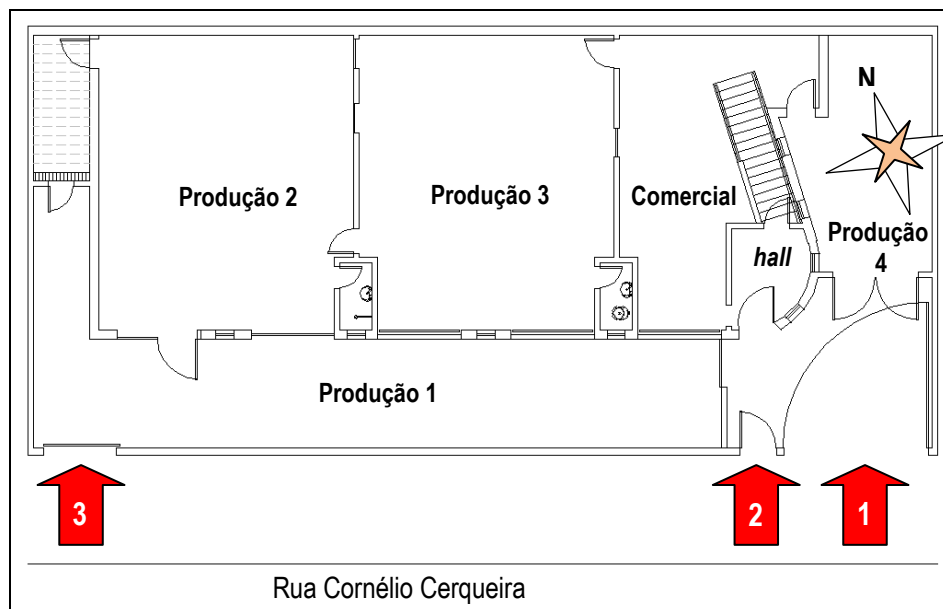 N
Produção 2
Produção 3
Comercial
Produção
4
hall
Produção 1
3
2
1
Rua Cornélio Cerqueira